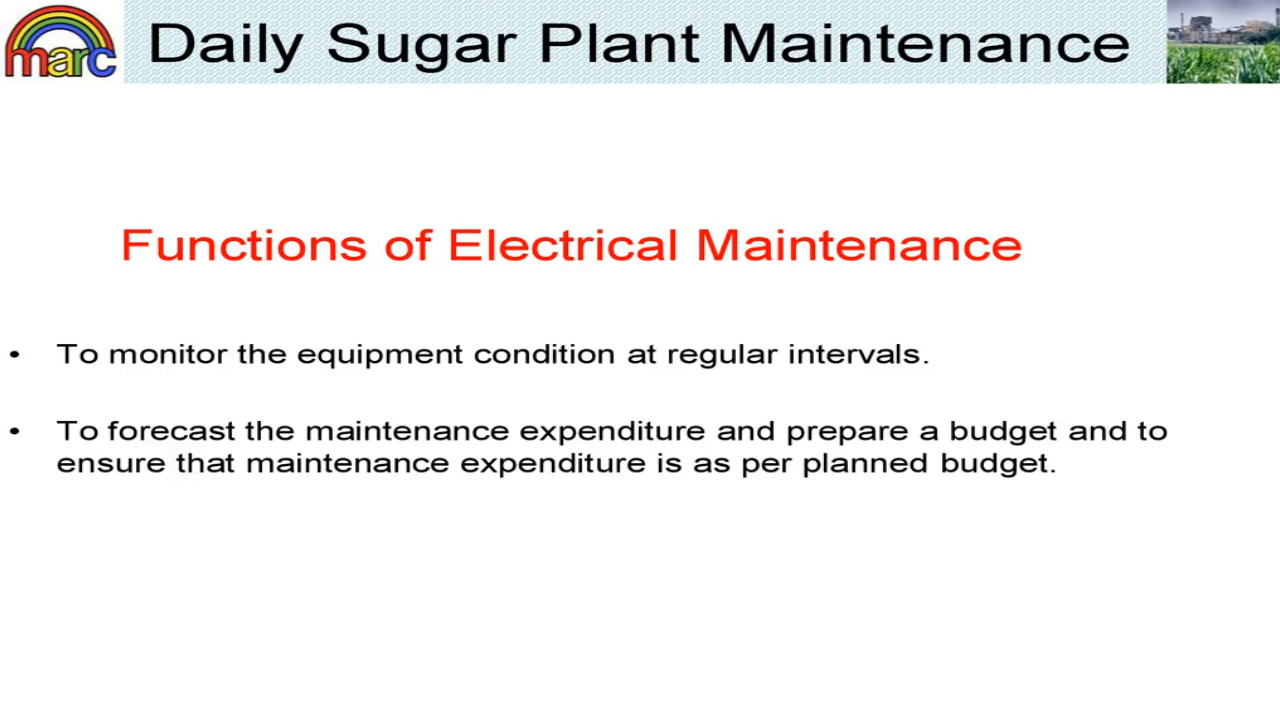 marc
Daily Sugar Plant Maintenance
Functions of Electrical Maintenance
• To monitor the equipment condition at regular intervals.
• To forecast the maintenance expenditure and prepare a budget and to
ensure that maintenance expenditure is as per planned budget.